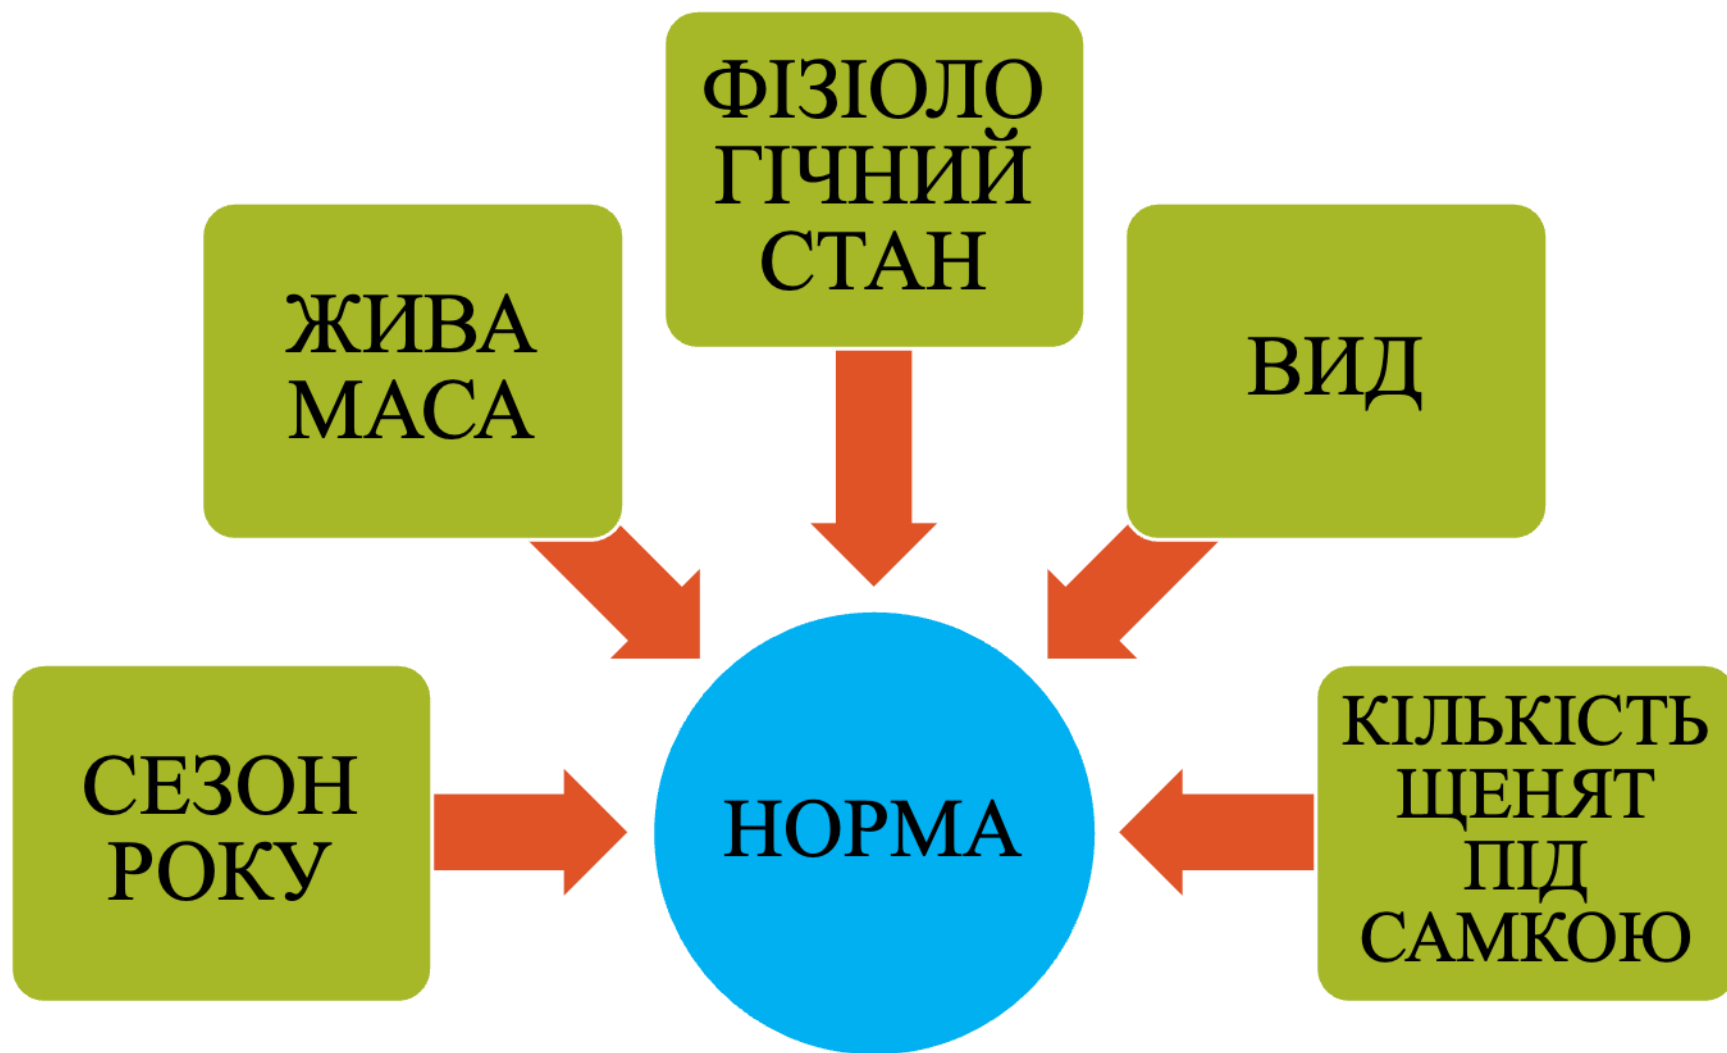 ФІЗІОЛО
ГІЧНИЙ
СТАН
ЖИВА
МАСА
ВИД
СЕЗОН
РОКУ
НОРМА
КІЛЬКІСТЬ
ЩЕНЯТ
ПІД
САМКОЮ